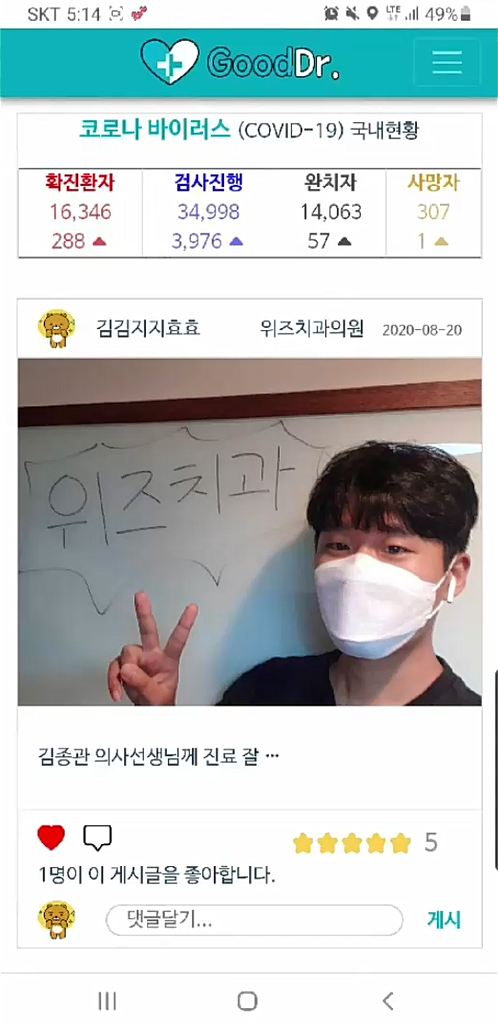 SKT 5:14 LTE 49%
GoodDr.
코로나 바이러스 (COVID-19) 국내현황
확진환자 검사진행 완치자 사망자
16,346 34,998 14,063 307
288 ▲ 3,976 ▲ 57 ▲ 1 ▲
김김지지효효 위즈치과의원 2020-08-20
위즈치과
김종관 의사선생님께 진료 잘 ···
5
1명이 이 게시글을 좋아합니다.
댓글달기... 게시